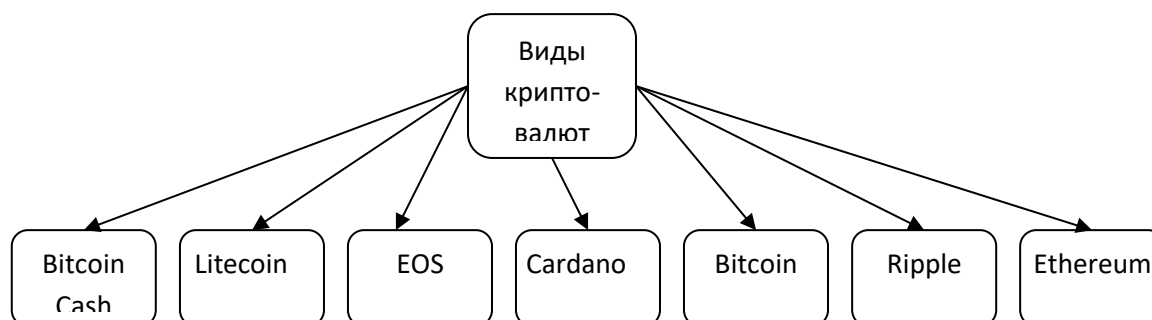 Виды
крипто-
валют
Bitcoin
Cash
Litecoin
EOS
Cardano
Bitcoin
Ripple
Ethereum